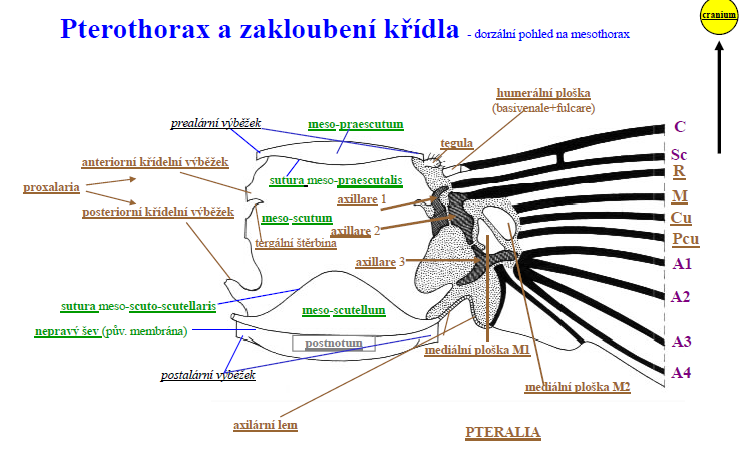 cranium
Pterothorax a zakloubení křídla - dorzální pohled na mesothorax
humerální ploška
(basivenale+fulcare)
prealární výběžek
meso-praescutum
C
tegula
Sc
anteriorní křídelní výběžek
R
sutura meso-praescutalis
proxalaria
axillare 1
M
posteriorní křídelní výběžek
meso-scutum
Cu
axillare 2
Pcu
tergální štěrbina
axillare 3
A1
A2
sutura meso-scuto-scutellaris
meso-scutellum
nepravý šev (pův. membrána)
postnotum
A3
mediální ploška M1
postalární výběžek
A4
mediální ploška M2
axilární lem
PTERALIA